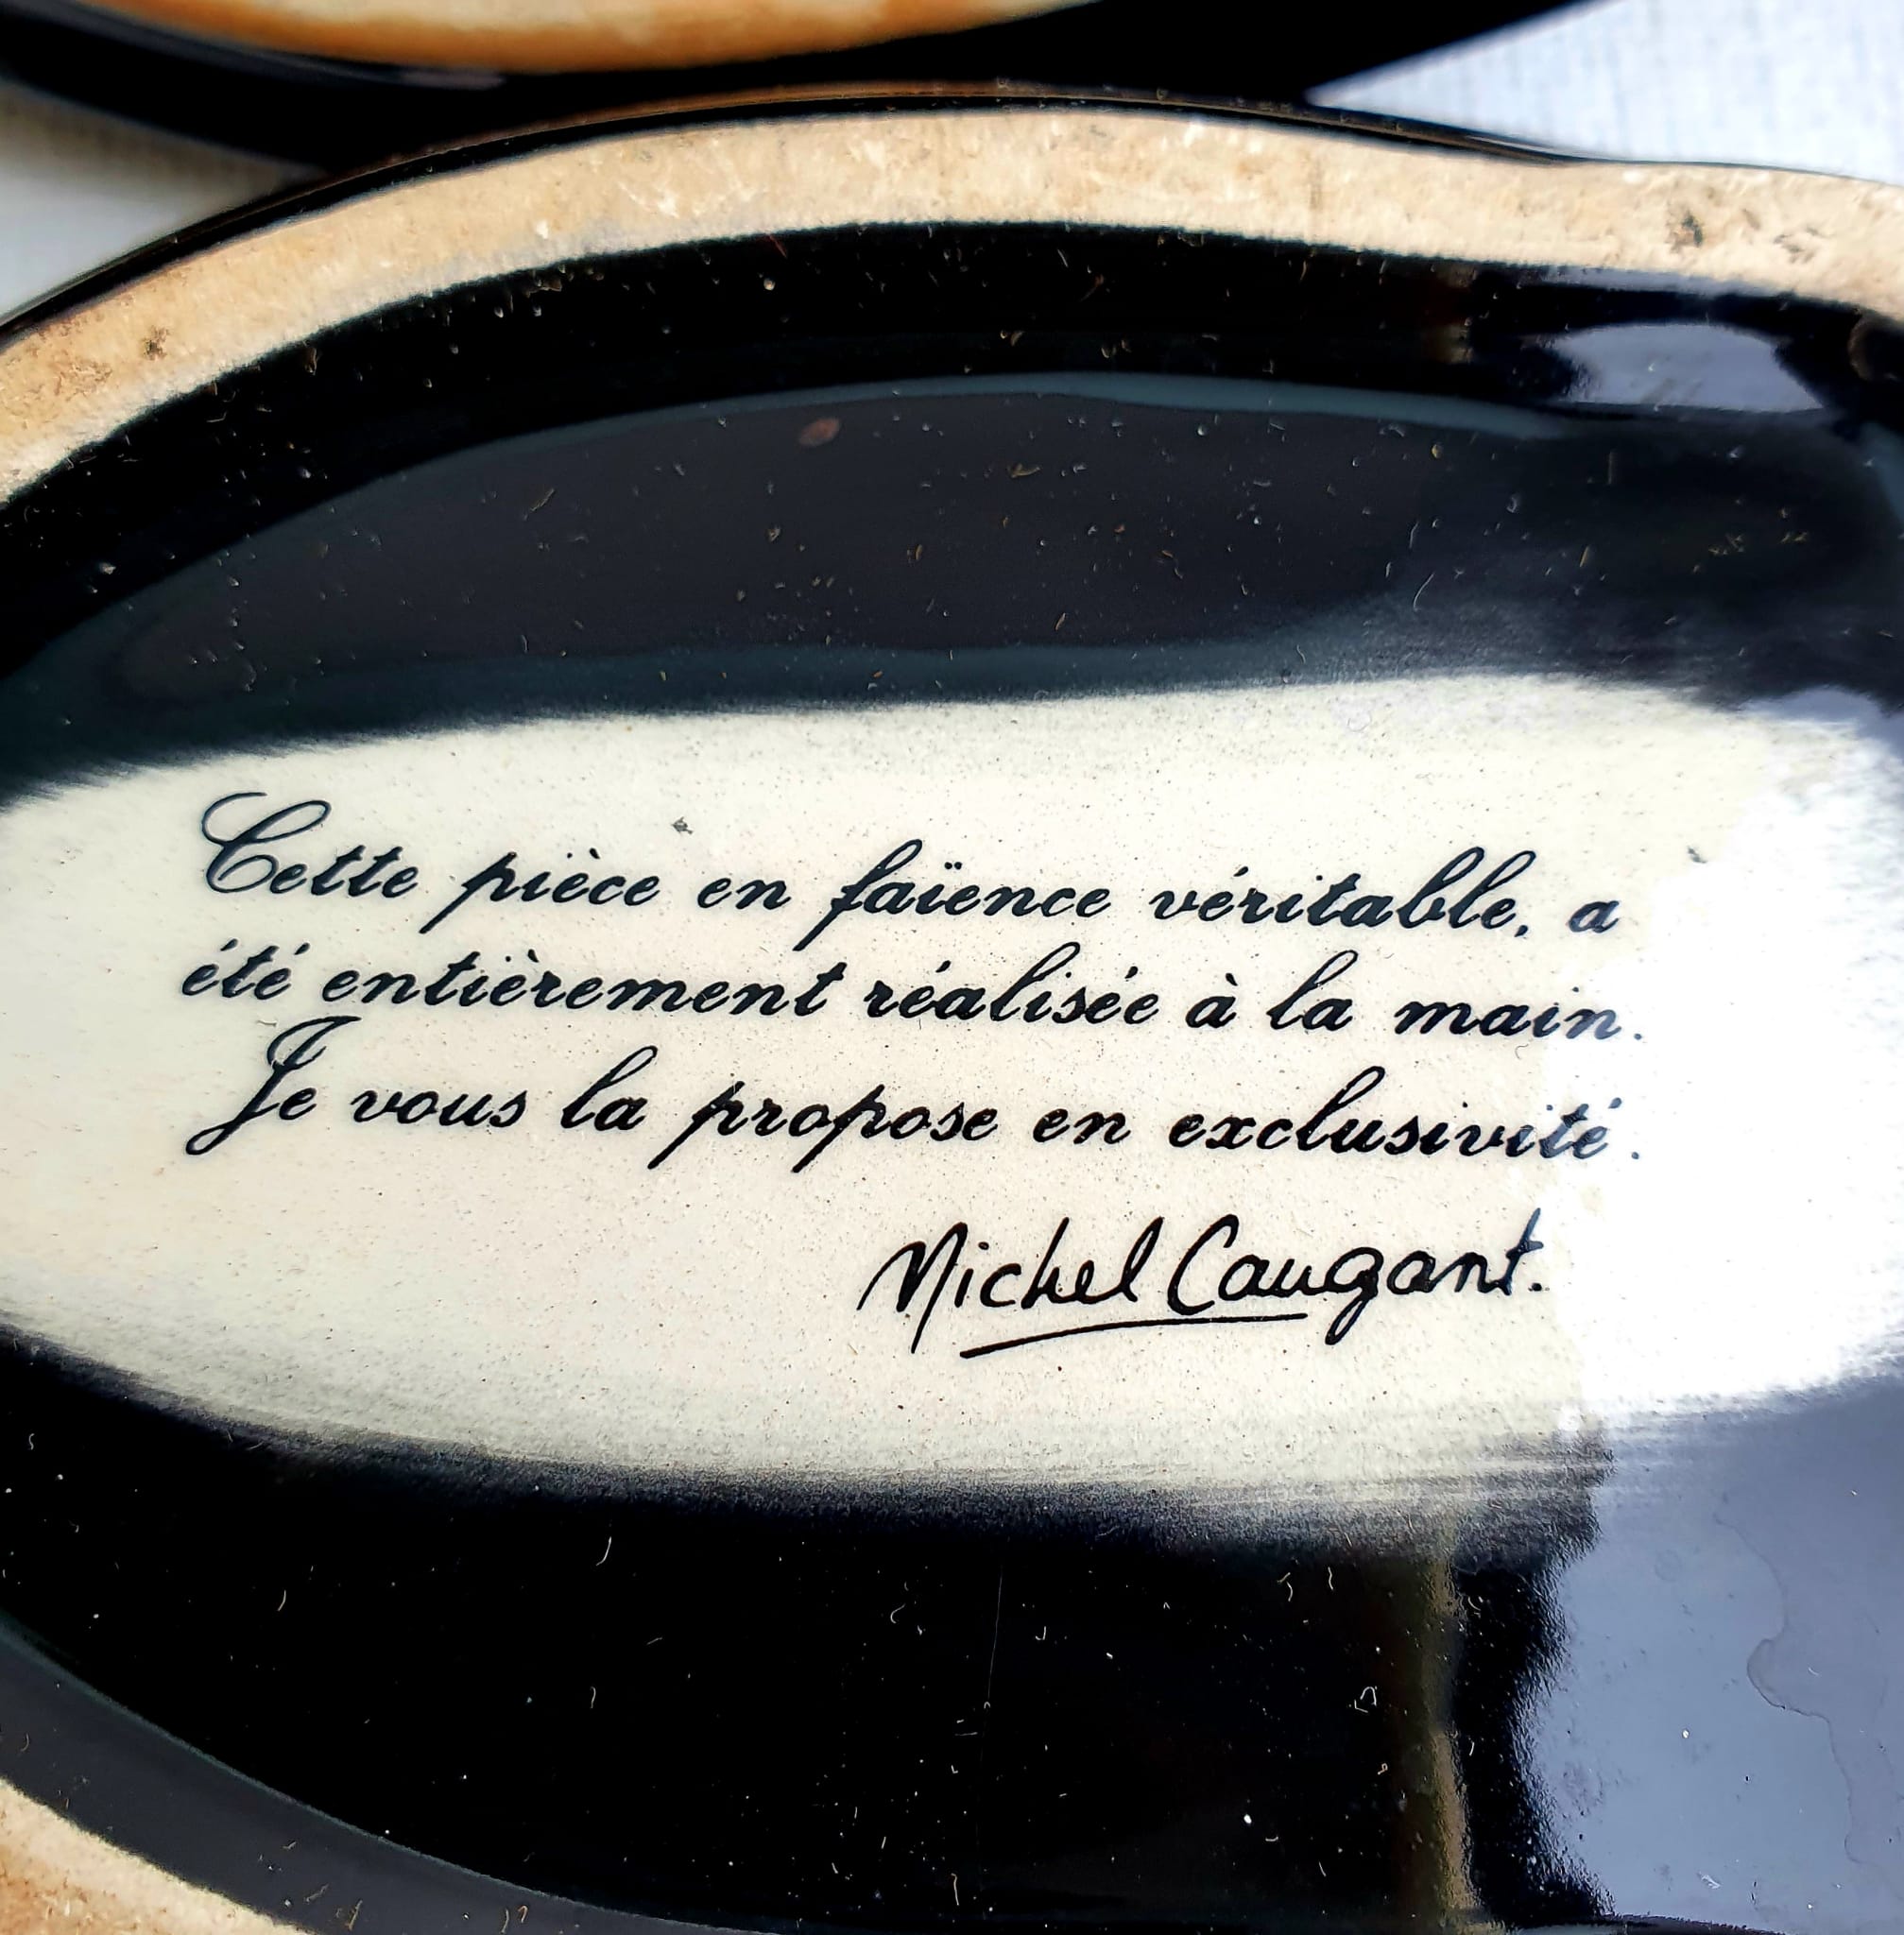 Cette pièce en faïence véritable, a
été entièrement réalisée à la main.
Je vous la propose en exclusivité.
Michel Caugant.